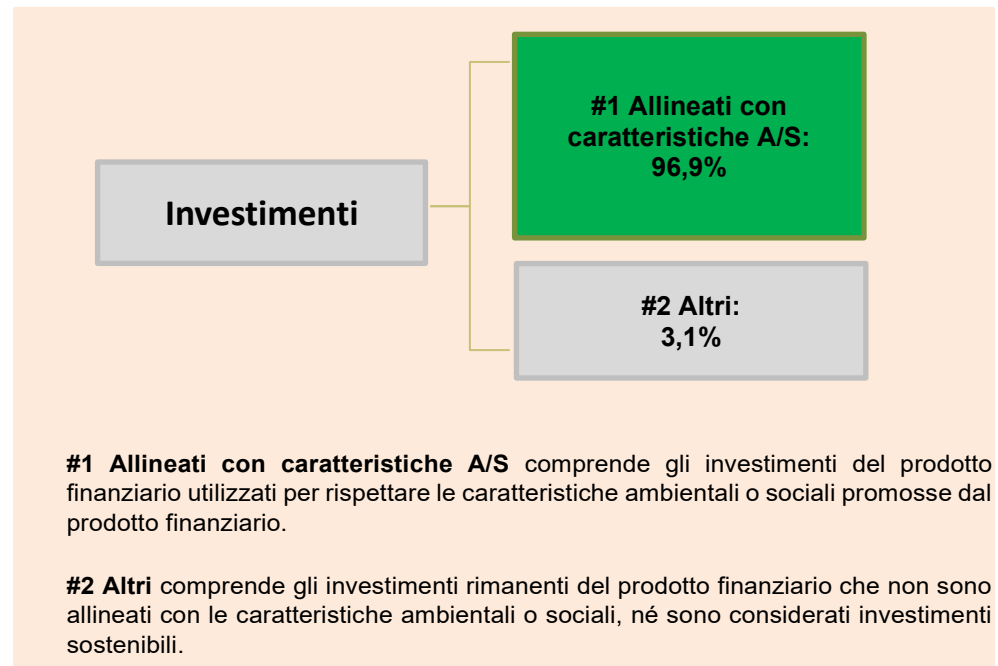 #1 Allineati con
caratteristiche A/S:
96,9%
Investimenti
#2 Altri:
3,1%
#1 Allineati con caratteristiche A/S comprende gli investimenti del prodotto
finanziario utilizzati per rispettare le caratteristiche ambientali o sociali promosse dal
prodotto finanziario.
#2 Altri comprende gli investimenti rimanenti del prodotto finanziario che non sono
allineati con le caratteristiche ambientali o sociali, né sono considerati investimenti
sostenibili.